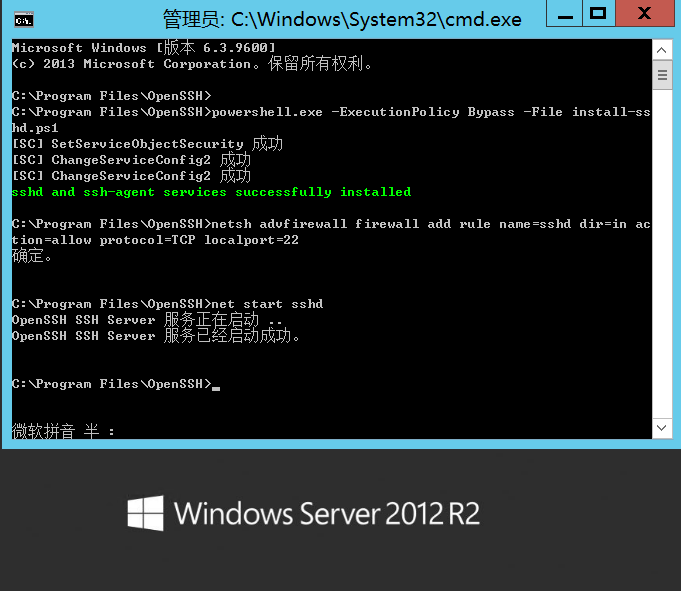 管理员: C:\Windows\System32\cmd.exe
Microsoft Windows [版本 6.3.9600]
(c) 2013 Microsoft Corporation。保留所有权利。
C:\Program Files\OpenSSH>
C:\Program Files\OpenSSH>powershell.exe -ExecutionPolicy Bypass -File install-ss
hd.ps1
[SC] SetServiceObjectSecurity 成功
[SC] ChangeServiceConfig2 成功
[SC] ChangeServiceConfig2 成功
sshd and ssh-agent services successfully installed
C:\Program Files\OpenSSH>netsh advfirewall firewall add rule name=sshd dir=in ac
tion=allow protocol=TCP localport=22
确定。
C:\Program Files\OpenSSH>net start sshd
OpenSSH SSH Server 服务正在启动 ..
OpenSSH SSH Server 服务已经启动成功。
C:\Program Files\OpenSSH>_
微软拼音 半 :
Windows Server 2012 R2